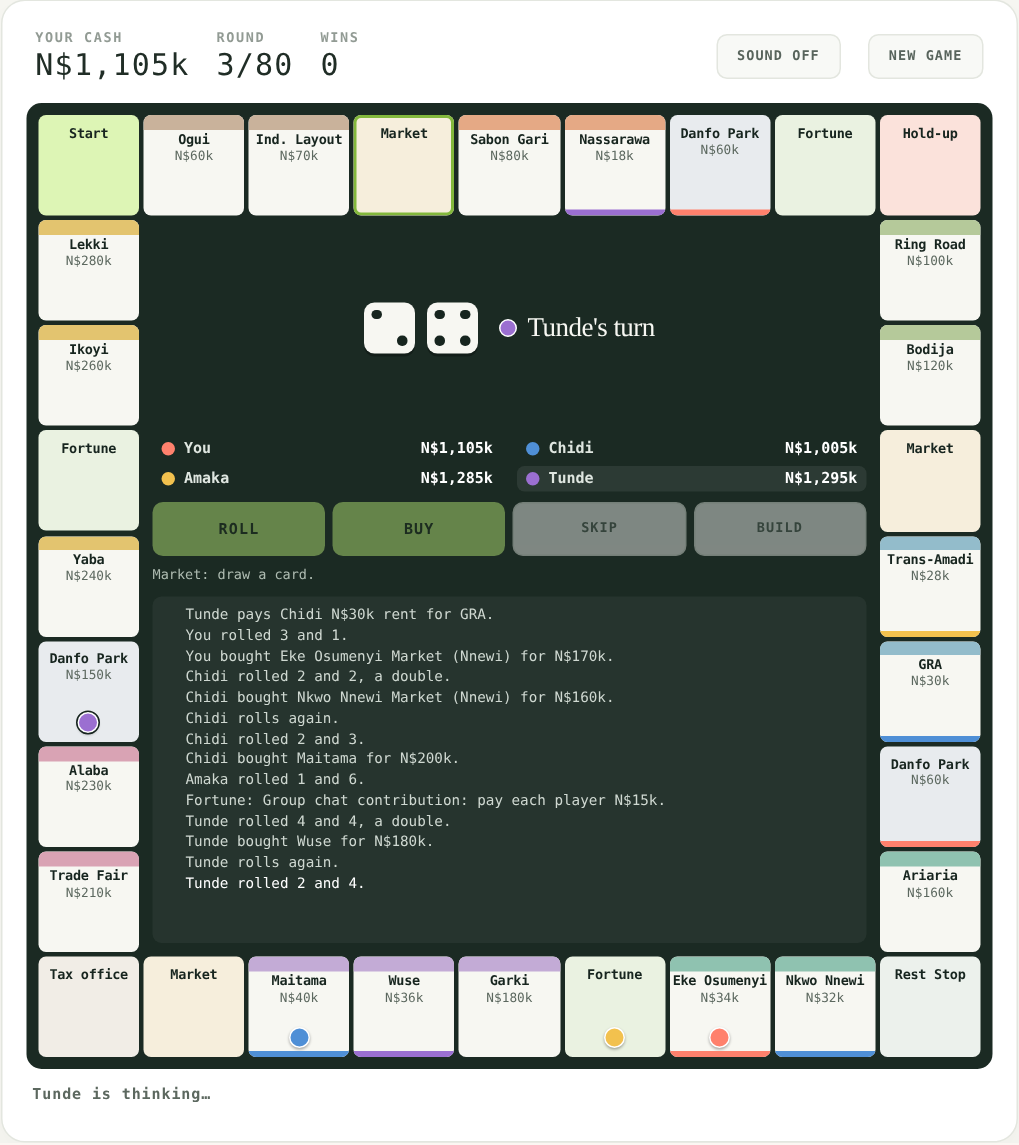 YOUR CASH
N$1,105k
ROUND
3/80
WINS
0
SOUND OFF
NEW GAME
Start
Ogui
N$60k
Ind. Layout
N$70k
Market
Sabon Gari
N$80k
Nassarawa
N$18k
Danfo Park
N$60k
Fortune
Hold-up
Lekki
N$280k
Ring Road
N$100k
Ikoyi
N$260k
Bodija
N$120k
Tunde's turn
Fortune
Market
You
N$1,105k
Chidi
N$1,005k
Amaka
N$1,285k
Tunde
N$1,295k
ROLL
BUY
SKIP
BUILD
Market: draw a card.
Yaba
N$240k
Trans-Amadi
N$28k
Danfo Park
N$150k
GRA
N$30k
Alaba
N$230k
Danfo Park
N$60k
Trade Fair
N$210k
Ariaria
N$160k
Tunde pays Chidi N$30k rent for GRA.
You rolled 3 and 1.
You bought Eke Osumenyi Market (Nnewi) for N$170k.
Chidi rolled 2 and 2, a double.
Chidi bought Nkwo Nnewi Market (Nnewi) for N$160k.
Chidi rolls again.
Chidi rolled 2 and 3.
Chidi bought Maitama for N$200k.
Amaka rolled 1 and 6.
Fortune: Group chat contribution: pay each player N$15k.
Tunde rolled 4 and 4, a double.
Tunde bought Wuse for N$180k.
Tunde rolls again.
Tunde rolled 2 and 4.
Tax office
Market
Maitama
N$40k
Wuse
N$36k
Garki
N$180k
Fortune
Eke Osumenyi
N$34k
Nkwo Nnewi
N$32k
Rest Stop
Tunde is thinking…